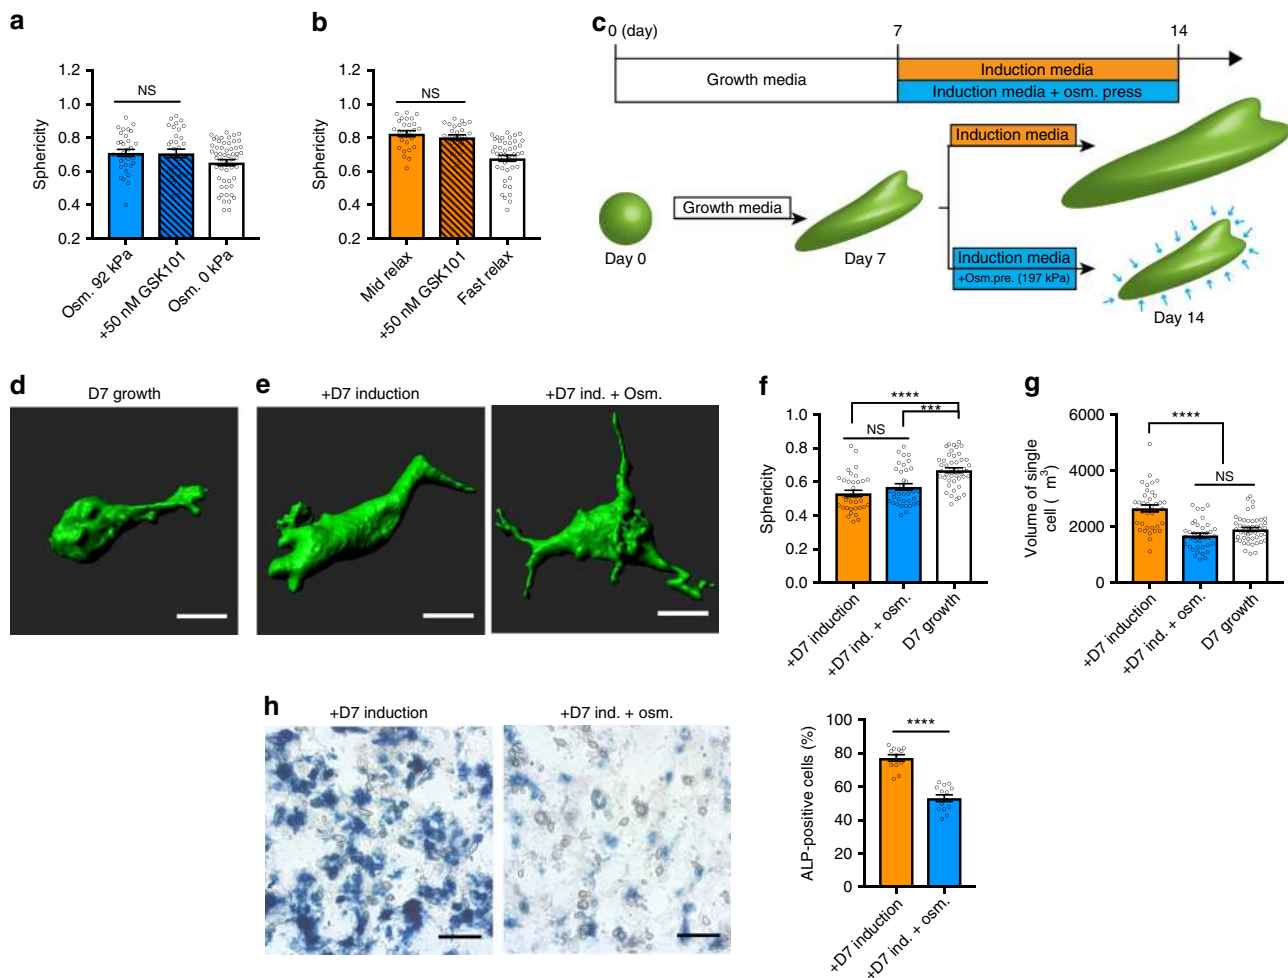 a
Sphericity
1.2
1.0
0.8
0.6
0.4
0.2
NS
Osm. 92 kPa
+50 nM GSK101
Osm. 0 kPa
b
Sphericity
1.2
1.0
0.8
0.6
0.4
0.2
NS
Mid relax
+50 nM GSK101
Fast relax
c
0 (day)
7
14
Growth media
Induction media
Induction media + osm. press
Day 0
Growth media
Day 7
Induction media
Induction media
+Osm.pre. (197 kPa)
Day 14
d
D7 growth
e
+D7 induction
+D7 ind. + Osm.
f
Sphericity
1.0
0.8
0.6
0.4
0.2
0.0
****
***
NS
+D7 induction
+D7 ind. + osm.
D7 growth
g
Volume of single
cell ( m³)
6000
4000
2000
0
****
NS
+D7 induction
+D7 ind. + osm.
D7 growth
h
+D7 induction
+D7 ind. + osm.
ALP-positive cells (%)
100
80
60
40
20
0
****
+D7 induction
+D7 ind. + osm.